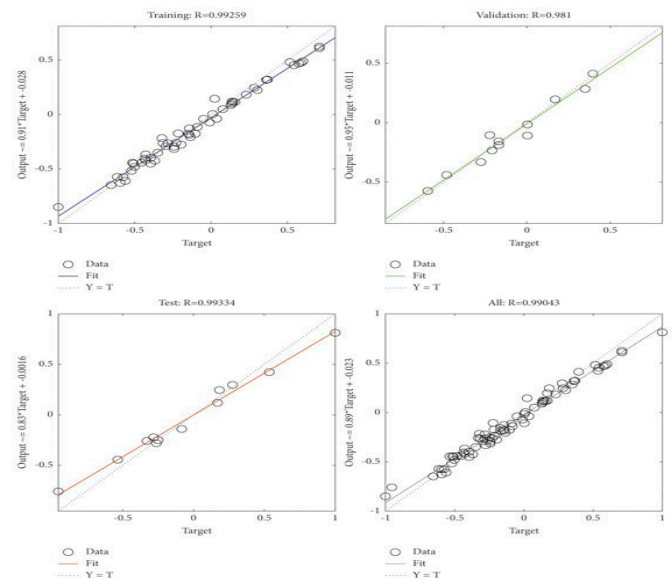 Training: R=0.99259
Output ~= 0.91*Target + -0.028
0.5
0
-0.5
-1
-1
-0.5
0
0.5
Target
Data
Fit
Y = T
Validation: R=0.981
Output ~= 0.95*Target + -0.011
0.5
0
-0.5
-0.5
0
0.5
Target
Data
Fit
Y = T
Test: R=0.99334
Output ~= 0.83*Target + -0.0016
1
0.5
0
-0.5
-0.5
0
0.5
1
Target
Data
Fit
Y = T
All: R=0.99043
Output ~= 0.89*Target + -0.023
1
0.5
0
-0.5
-1
-1
-0.5
0
0.5
1
Target
Data
Fit
Y = T